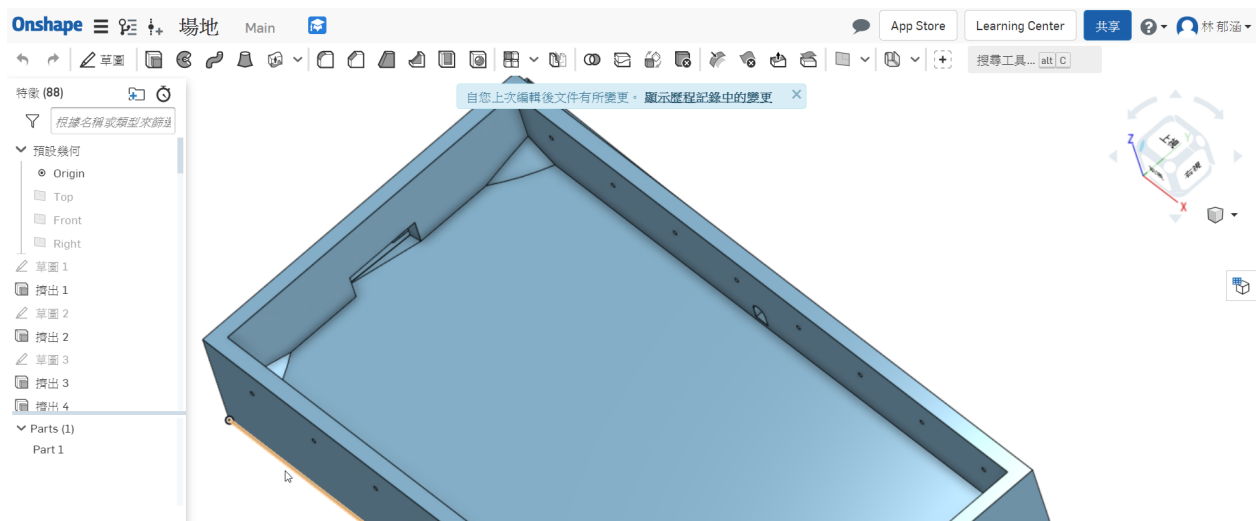 Onshape 場地 Main App Store Learning Center 共享 林 郁涵
草圖 搜尋工具... alt C
特徵 (88)
自您上次編輯後文件有所變更。 顯示歷程記錄中的變更
根據名稱或類型來篩選
預設幾何
Origin
Top
Front
Right
草圖 1
擠出 1
草圖 2
擠出 2
草圖 3
擠出 3
擠出 4
Parts (1)
Part 1
Z
Y
上視
右視
X